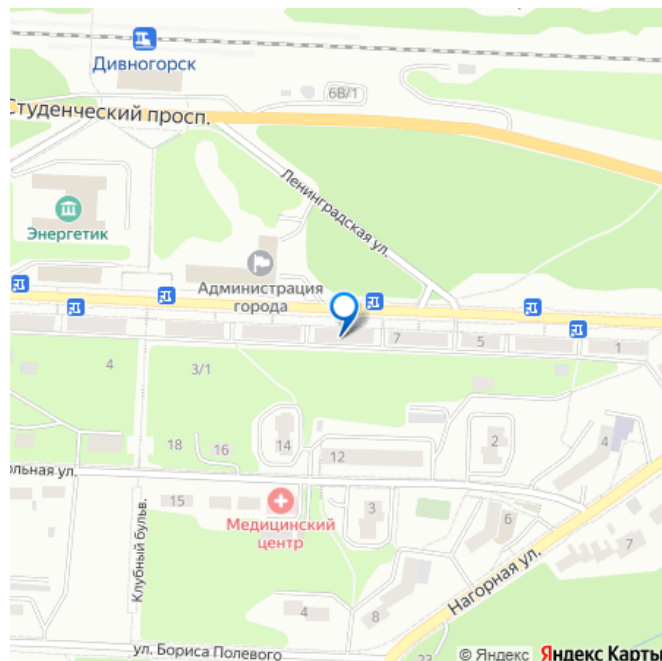 Дивногорск
6В/1
Студенческий просп.
Ленинградская ул.
Энергетик
Администрация
города
7
5
1
4
3/1
18
16
14
12
2
4
ольная ул.
15
Клубный бульв.
Медицинский
центр
3
6
7
Нагорная ул.
4
8
ул. Бориса Полевого
23
© Яндекс Яндекс Карты